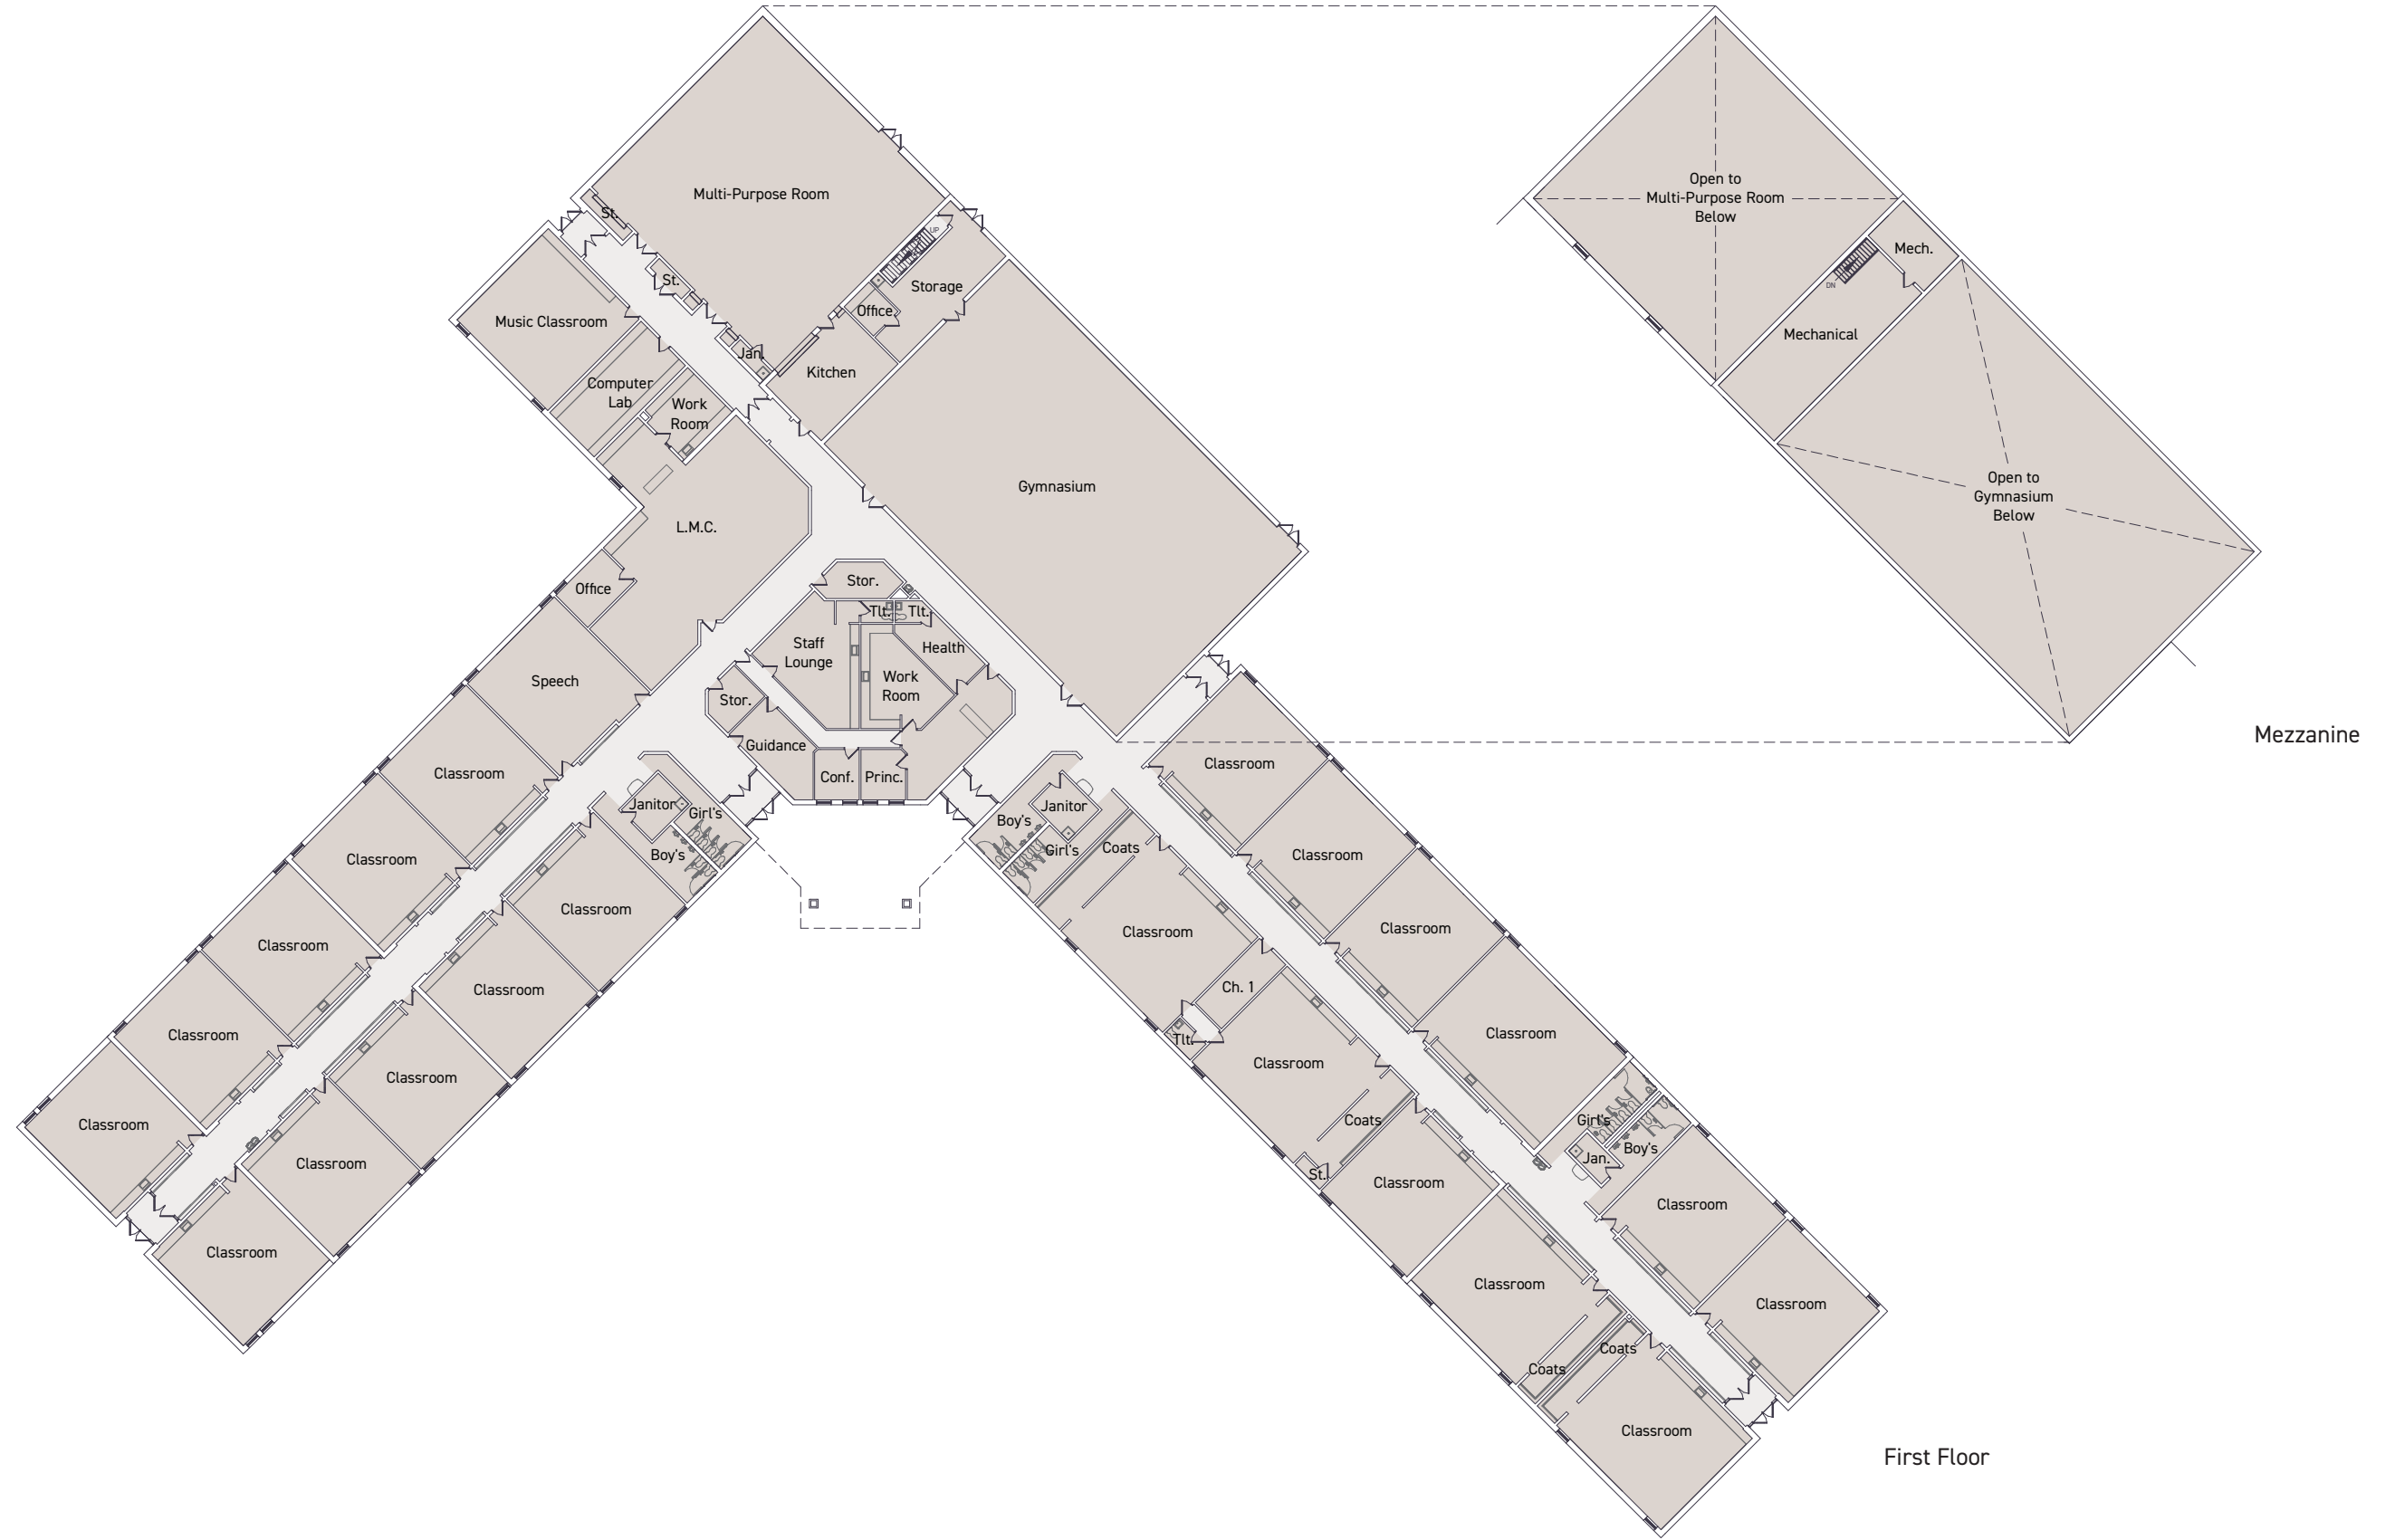 Multi-Purpose Room
St.
St.
Jan.
UP
Storage
Office
Kitchen
Music Classroom
Computer
Lab
Work
Room
Gymnasium
L.M.C.
Office
Speech
Stor.
Tlt.
Tlt.
Staff
Lounge
Health
Work
Room
Stor.
Guidance
Conf.
Princ.
Janitor
Girl's
Boy's
Classroom
Classroom
Classroom
Classroom
Classroom
Classroom
Classroom
Classroom
Classroom
Classroom
Janitor
Boy's
Girl's
Coats
Classroom
Classroom
Classroom
Classroom
Classroom
Ch. 1
Tlt.
Classroom
Coats
St.
Classroom
Girl's
Boy's
Jan.
Classroom
Classroom
Classroom
Coats
Coats
Classroom
First Floor
Open to
Multi-Purpose Room
Below
Mech.
DN
Mechanical
Open to
Gymnasium
Below
Mezzanine